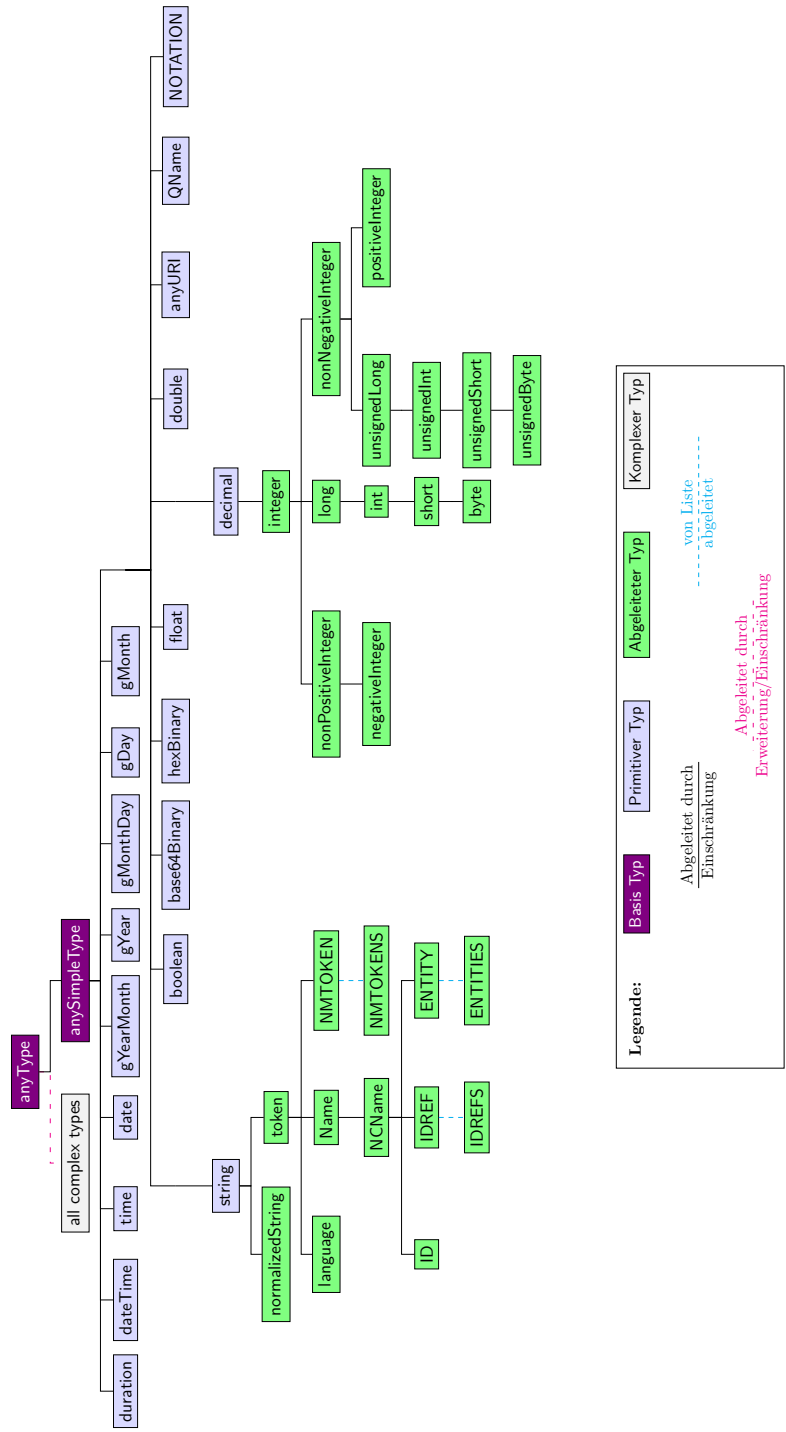 anyType
all complex types
anySimpleType
duration
dateTime
time
date
gYearMonth
gYear
gMonthDay
gDay
gMonth
boolean
base64Binary
hexBinary
float
double
anyURI
QName
NOTATION
string
decimal
normalizedString
token
integer
language
Name
NMTOKEN
nonPositiveInteger
long
nonNegativeInteger
NCName
NMTOKENS
negativeInteger
int
unsignedLong
positiveInteger
ID
IDREF
ENTITY
short
unsignedInt
IDREFS
ENTITIES
byte
unsignedShort
unsignedByte
Legende:
Basis Typ
Primitiver Typ
Abgeleiteter Typ
Komplexer Typ
Abgeleitet durch
Einschränkung
von Liste
abgeleitet
Abgeleitet durch
Erweiterung/Einschränkung